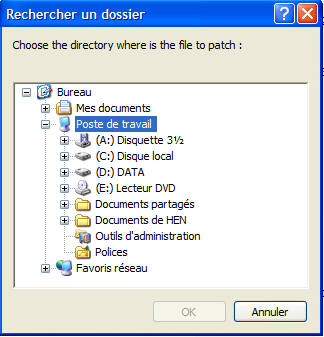 Rechercher un dossier
Choose the directory where is the file to patch :
Bureau
Mes documents
Poste de travail
(A:) Disquette 3½
(C:) Disque local
(D:) DATA
(E:) Lecteur DVD
Documents partagés
Documents de HEN
Outils d'administration
Polices
Favoris réseau
OK
Annuler